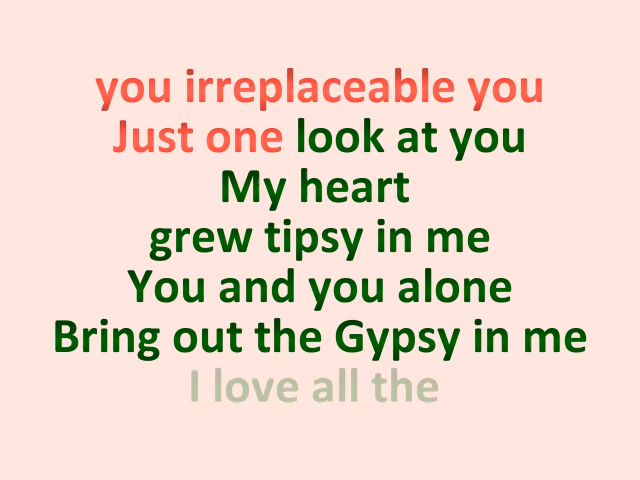 you irreplaceable you
Just one look at you
My heart
grew tipsy in me
You and you alone
Bring out the Gypsy in me
I love all the